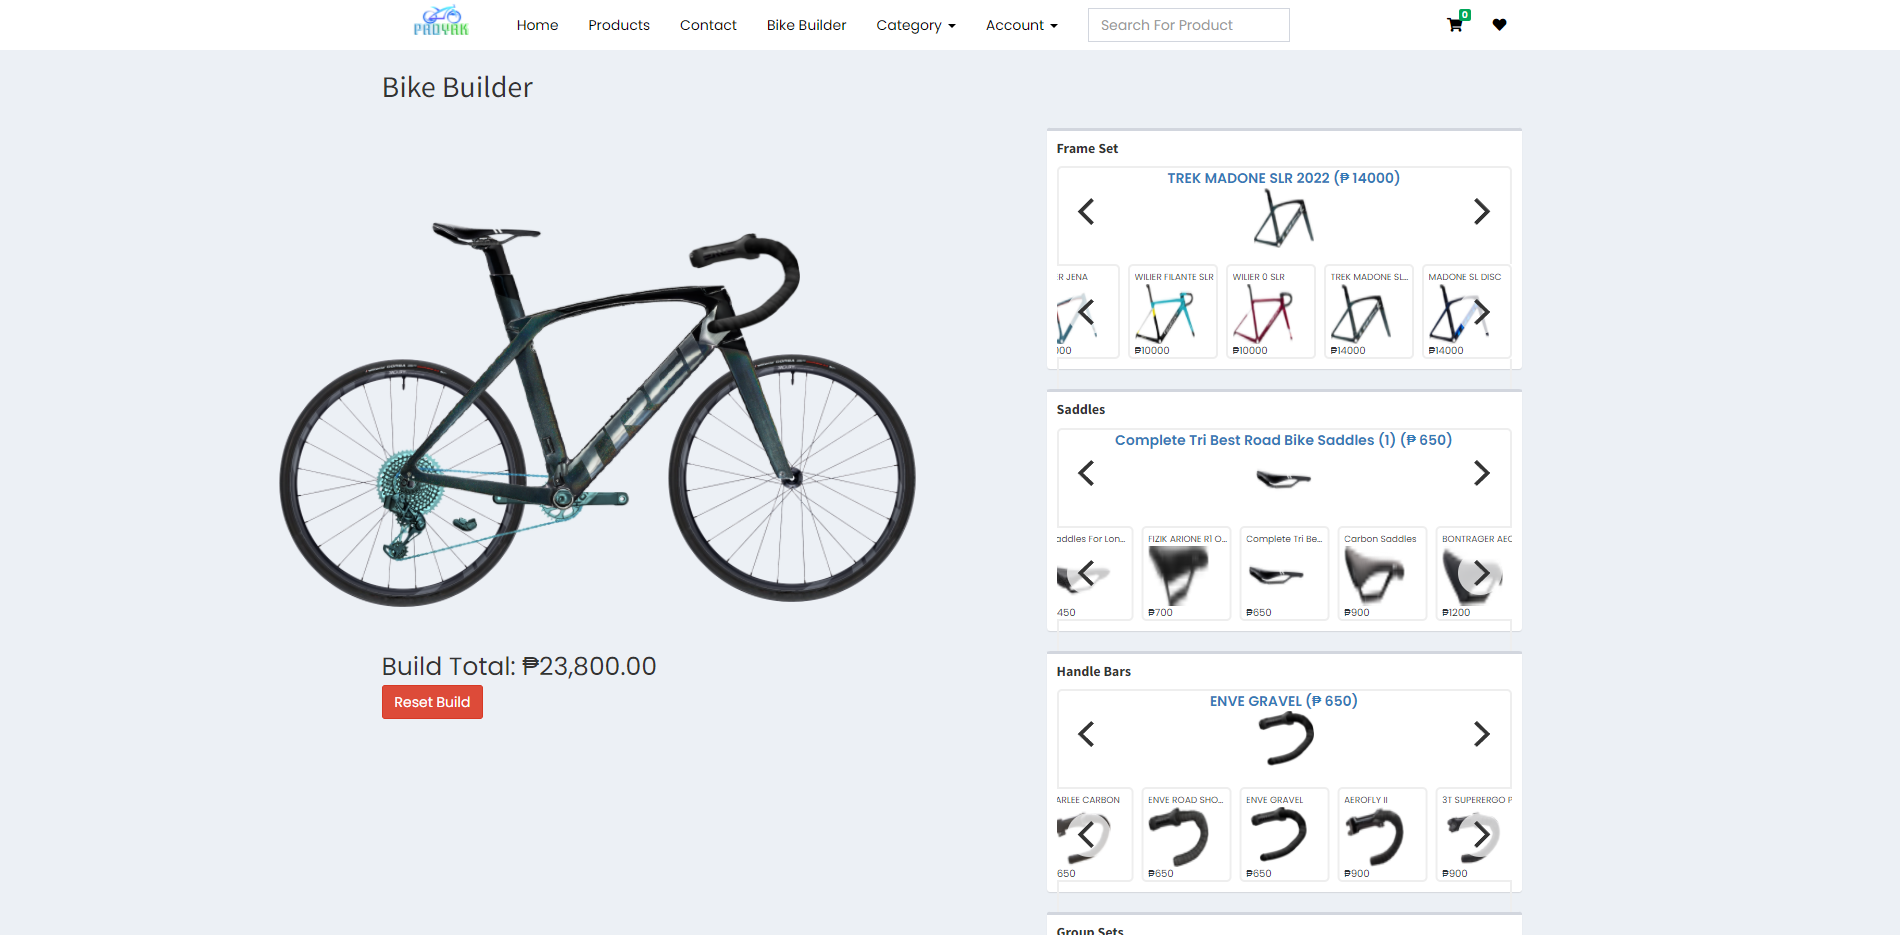 PADYAK
Home
Products
Contact
Bike Builder
Category
Account
Search For Product
0
Bike Builder
Build Total: ₱23,800.00
Reset Build
Frame Set
TREK MADONE SLR 2022 (₱ 14000)
R JENA
WILIER FILANTE SLR
WILIER 0 SLR
TREK MADONE SL...
MADONE SL DISC
000
₱10000
₱10000
₱14000
₱14000
Saddles
Complete Tri Best Road Bike Saddles (1) (₱ 650)
addles For Lon...
FIZIK ARIONE R1 O...
Complete Tri Be...
Carbon Saddles
BONTRAGER AEO
450
₱700
₱650
₱900
₱1200
Handle Bars
ENVE GRAVEL (₱ 650)
ARLEE CARBON
ENVE ROAD SHO...
ENVE GRAVEL
AEROFLY II
3T SUPERERGO P
650
₱650
₱650
₱900
₱900
Group Sets